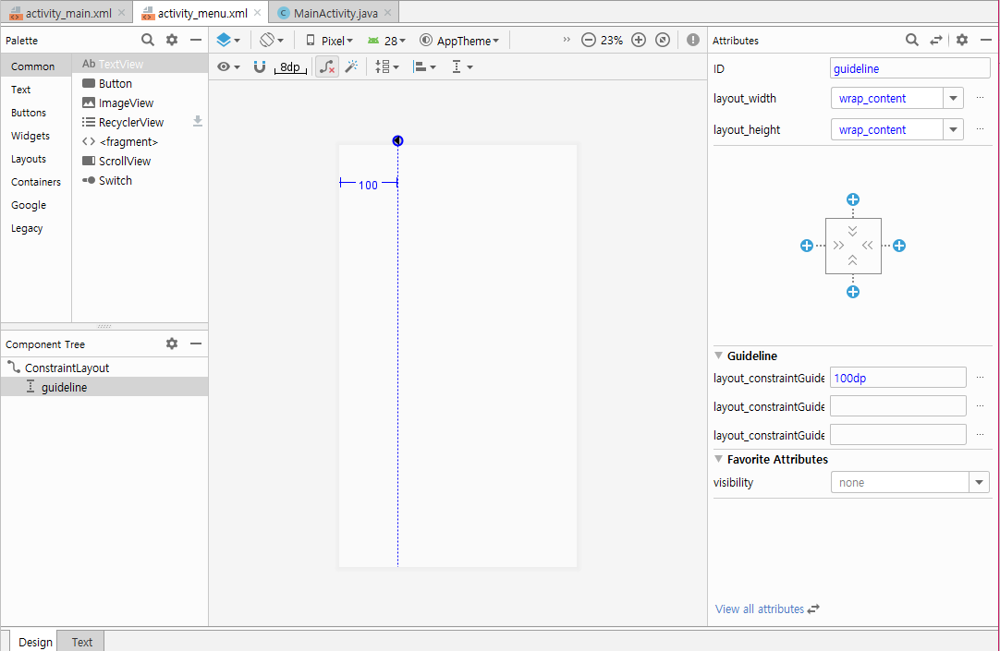 activity_main.xml activity_menu.xml MainActivity.java
Palette
Common
Text
Buttons
Widgets
Layouts
Containers
Google
Legacy
Ab TextView
Button
ImageView
RecyclerView
<fragment>
ScrollView
Switch
Component Tree
ConstraintLayout
guideline
Pixel 28 AppTheme 23%
8dp
100
Attributes
ID guideline
layout_width wrap_content
layout_height wrap_content
Guideline
layout_constraintGuide 100dp
layout_constraintGuide
layout_constraintGuide
Favorite Attributes
visibility none
View all attributes
Design Text